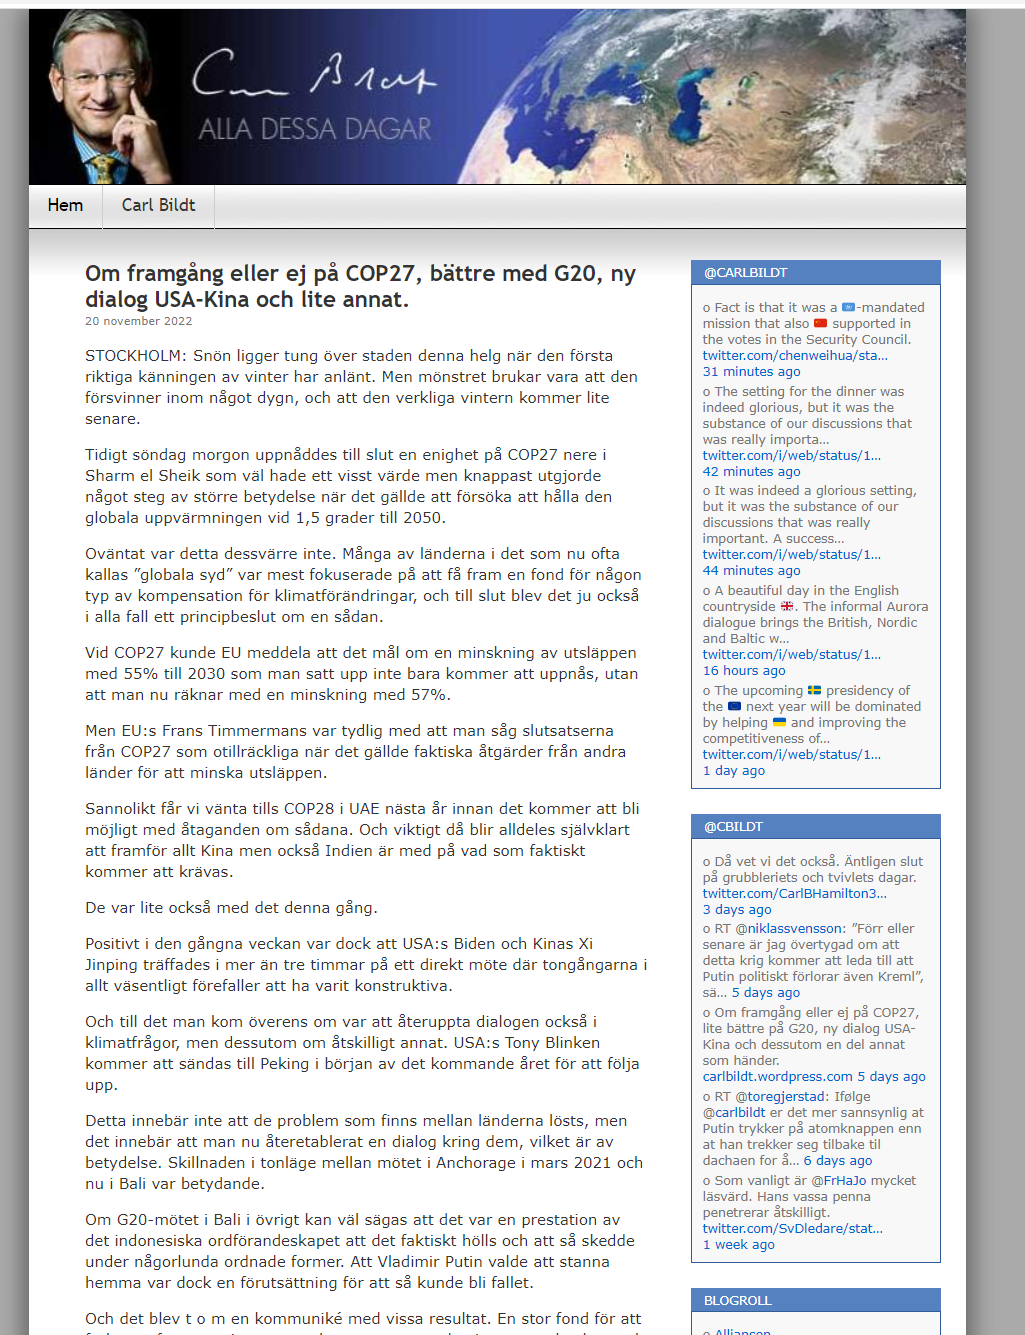 Carl Bildt
ALLA DESSA DAGAR
Hem
Carl Bildt
Om framgång eller ej på COP27, bättre med G20, ny
dialog USA-Kina och lite annat.
20 november 2022
STOCKHOLM: Snön ligger tung över staden denna helg när den första
riktiga känningen av vinter har anlänt. Men mönstret brukar vara att den
försvinner inom något dygn, och att den verkliga vintern kommer lite
senare.
Tidigt söndag morgon uppnåddes till slut en enighet på COP27 nere i
Sharm el Sheik som väl hade ett visst värde men knappast utgjorde
något steg av större betydelse när det gällde att försöka att hålla den
globala uppvärmningen vid 1,5 grader till 2050.
Oväntat var detta dessvärre inte. Många av länderna i det som nu ofta
kallas ”globala syd” var mest fokuserade på att få fram en fond för någon
typ av kompensation för klimatförändringar, och till slut blev det ju också
i alla fall ett principbeslut om en sådan.
Vid COP27 kunde EU meddela att det mål om en minskning av utsläppen
med 55% till 2030 som man satt upp inte bara kommer att uppnås, utan
att man nu räknar med en minskning med 57%.
Men EU:s Frans Timmermans var tydlig med att man såg slutsatserna
från COP27 som otillräckliga när det gällde faktiska åtgärder från andra
länder för att minska utsläppen.
Sannolikt får vi vänta tills COP28 i UAE nästa år innan det kommer att bli
möjligt med åtaganden om sådana. Och viktigt då blir alldeles självklart
att framför allt Kina men också Indien är med på vad som faktiskt
kommer att krävas.
De var lite också med det denna gång.
Positivt i den gångna veckan var dock att USA:s Biden och Kinas Xi
Jinping träffades i mer än tre timmar på ett direkt möte där tongångarna i
allt väsentligt förefaller att ha varit konstruktiva.
Och till det man kom överens om var att återuppta dialogen också i
klimatfrågor, men dessutom om åtskilligt annat. USA:s Tony Blinken
kommer att sändas till Peking i början av det kommande året för att följa
upp.
Detta innebär inte att de problem som finns mellan länderna lösts, men
det innebär att man nu återetablerat en dialog kring dem, vilket är av
betydelse. Skillnaden i tonläge mellan mötet i Anchorage i mars 2021 och
nu i Bali var betydande.
Om G20-mötet i Bali i övrigt kan väl sägas att det var en prestation av
det indonesiska ordförandeskapet att det faktiskt hölls och att så skedde
under någorlunda ordnade former. Att Vladimir Putin valde att stanna
hemma var dock en förutsättning för att så kunde bli fallet.
Och det blev t o m en kommuniké med vissa resultat. En stor fond för att
@CARLBILDT
o Fact is that it was a 🇺🇳-mandated
mission that also 🇨🇳 supported in
the votes in the Security Council.
twitter.com/chenweihua/sta…
31 minutes ago
o The setting for the dinner was
indeed glorious, but it was the
substance of our discussions that
was really importa…
twitter.com/i/web/status/1…
42 minutes ago
o It was indeed a glorious setting,
but it was the substance of our
discussions that was really
important. A success…
twitter.com/i/web/status/1…
44 minutes ago
o A beautiful day in the English
countryside 🇬🇧. The informal Aurora
dialogue brings the British, Nordic
and Baltic w…
twitter.com/i/web/status/1…
16 hours ago
o The upcoming 🇸🇪 presidency of
the 🇪🇺 next year will be dominated
by helping 🇺🇦 and improving the
competitiveness of…
twitter.com/i/web/status/1…
1 day ago
@CBILDT
o Då vet vi det också. Äntligen slut
på grubbleriets och tvivlets dagar.
twitter.com/CarlBHamilton3…
3 days ago
o RT @niklassvensson: ”Förr eller
senare är jag övertygad om att
detta krig kommer att leda till att
Putin politiskt förlorar även Kreml”,
sä… 5 days ago
o Om framgång eller ej på COP27,
lite bättre på G20, ny dialog USA-
Kina och dessutom en del annat
som händer.
carlbildt.wordpress.com 5 days ago
o RT @toregjerstad: Ifølge
@carlbildt er det mer sannsynlig at
Putin trykker på atomknappen enn
at han trekker seg tilbake til
dachaen for å… 6 days ago
o Som vanligt är @FrHaJo mycket
läsvärd. Hans vassa penna
penetrerar åtskilligt.
twitter.com/SvDledare/stat…
1 week ago
BLOGROLL
o Alliansen